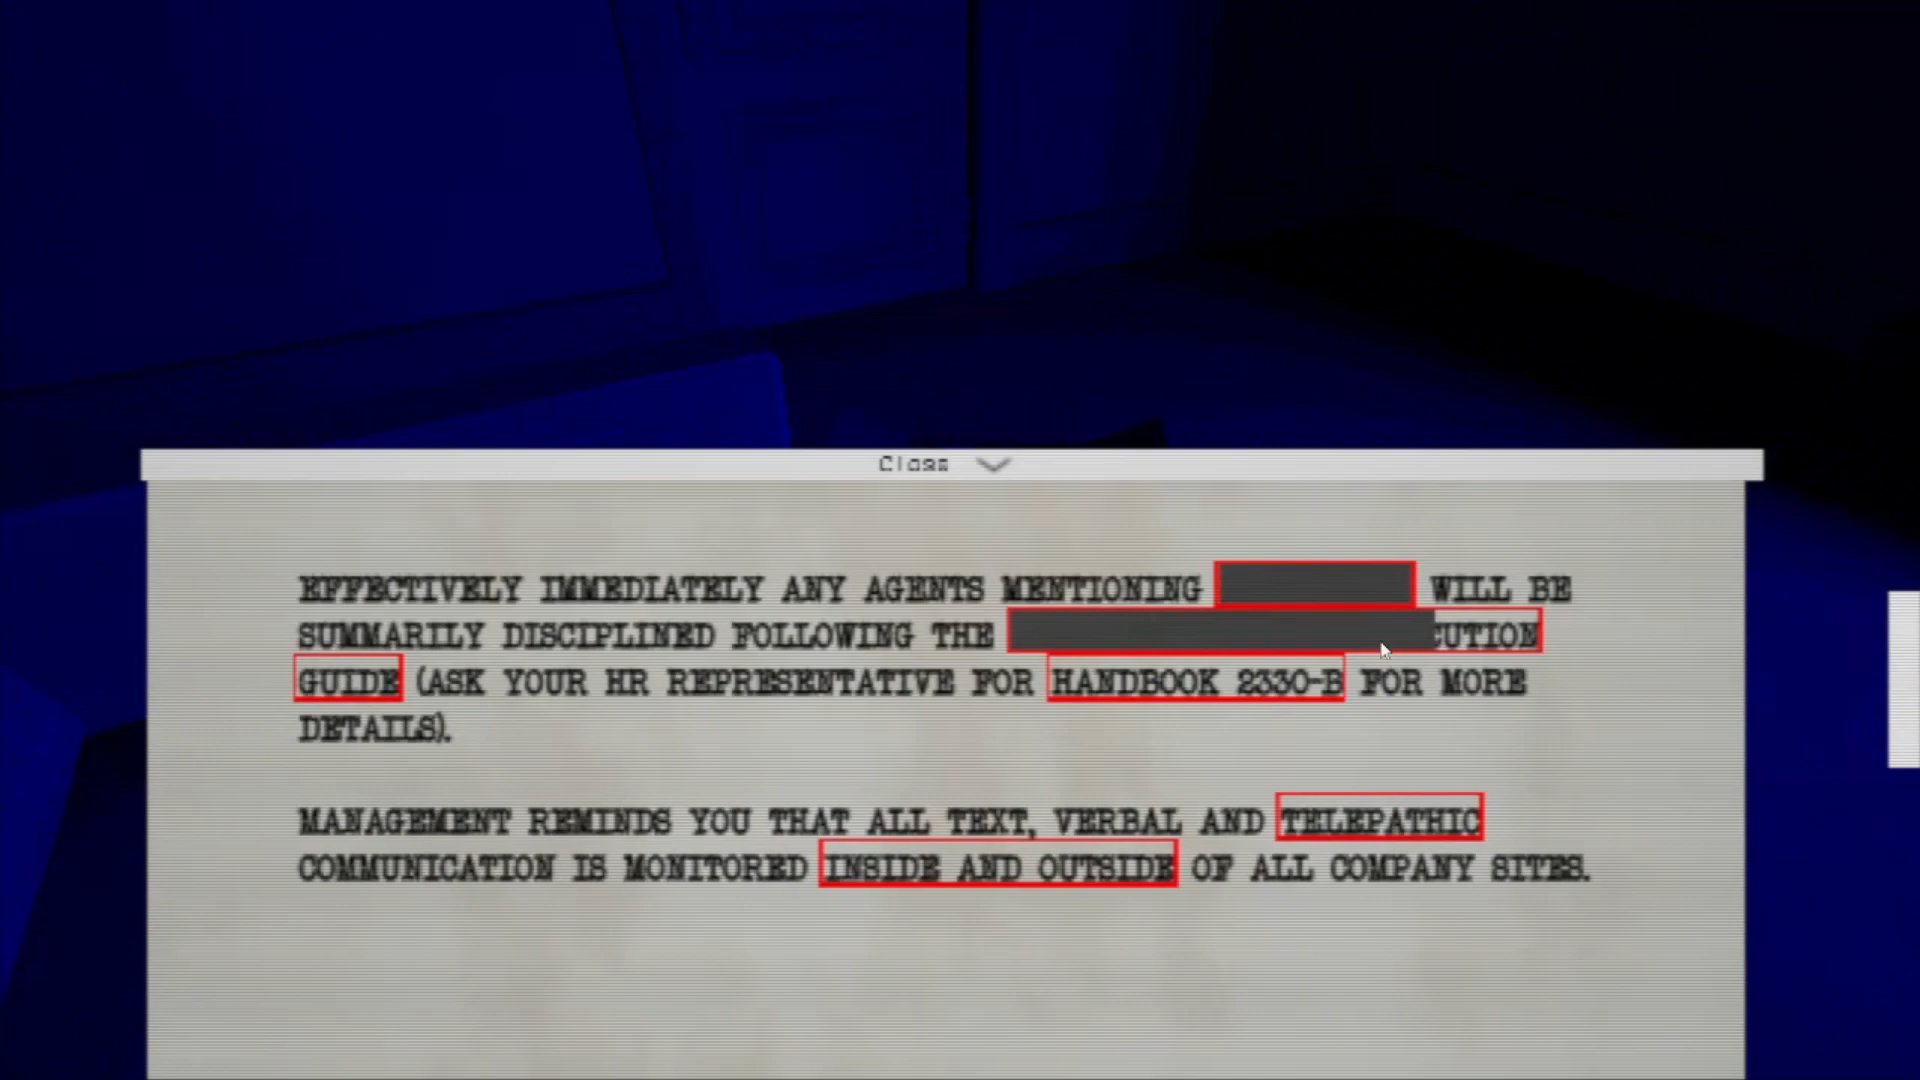 Close
EFFECTIVELY IMMEDIATELY ANY AGENTS MENTIONING WILL BE
SUMMARILY DISCIPLINED FOLLOWING THE CUTION
GUIDE (ASK YOUR HR REPRESENTATIVE FOR HANDBOOK 2330-B FOR MORE
DETAILS).
MANAGEMENT REMINDS YOU THAT ALL TEXT, VERBAL AND TELEPATHIC
COMMUNICATION IS MONITORED INSIDE AND OUTSIDE OF ALL COMPANY SITES.